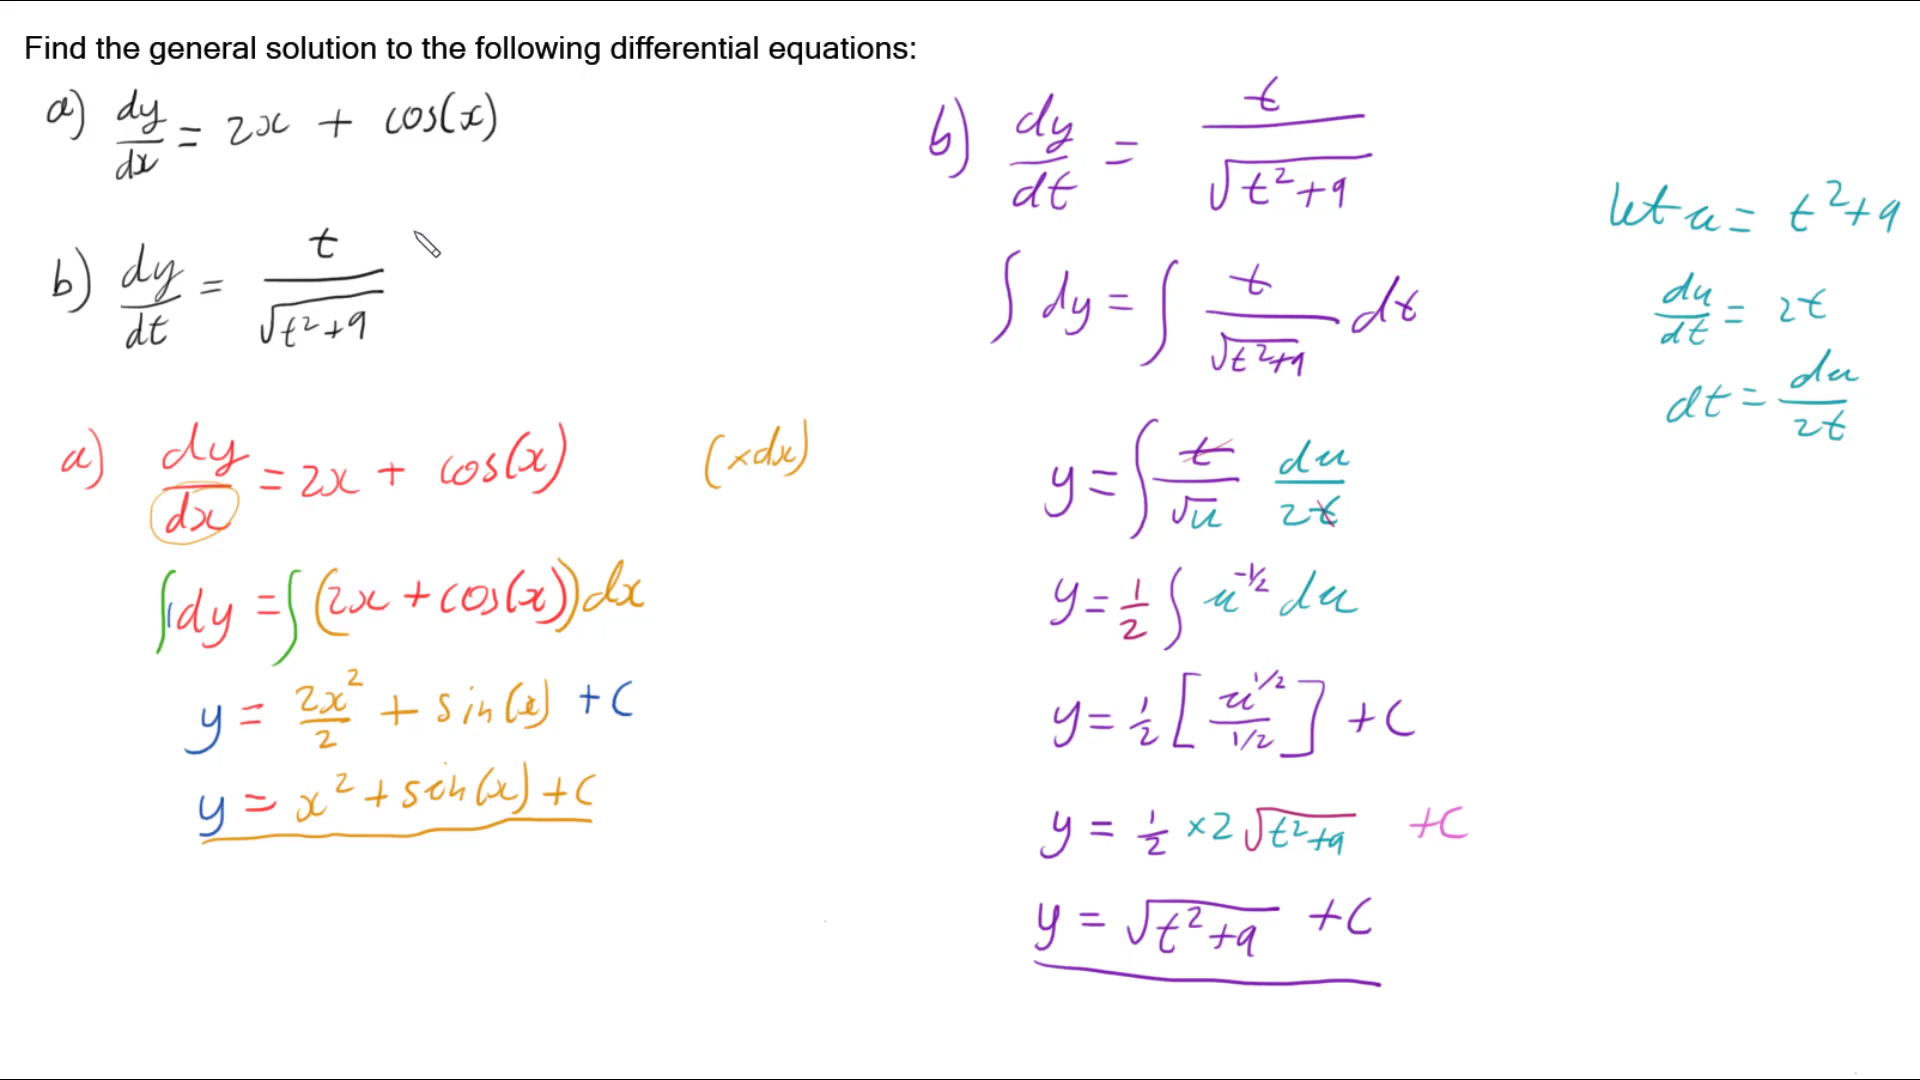 Find the general solution to the following differential equations:
a) dy/dx = 2x + cos(x)
b) dy/dt = t/√(t²+9)
a) dy/dx = 2x + cos(x) (×dx)
∫1dy = ∫(2x + cos(x))dx
y = 2x²/2 + sin(x) + C
y = x² + sin(x) + C
b) dy/dt = t/√(t²+9)
∫dy = ∫ t/√(t²+9) dt
y = ∫ t/√u du/2t
y = 1/2 ∫ u^-1/2 du
y = 1/2 [u^1/2 / 1/2] + C
y = 1/2 × 2√(t²+9) + C
y = √(t²+9) + C
let u = t²+9
du/dt = 2t
dt = du/2t